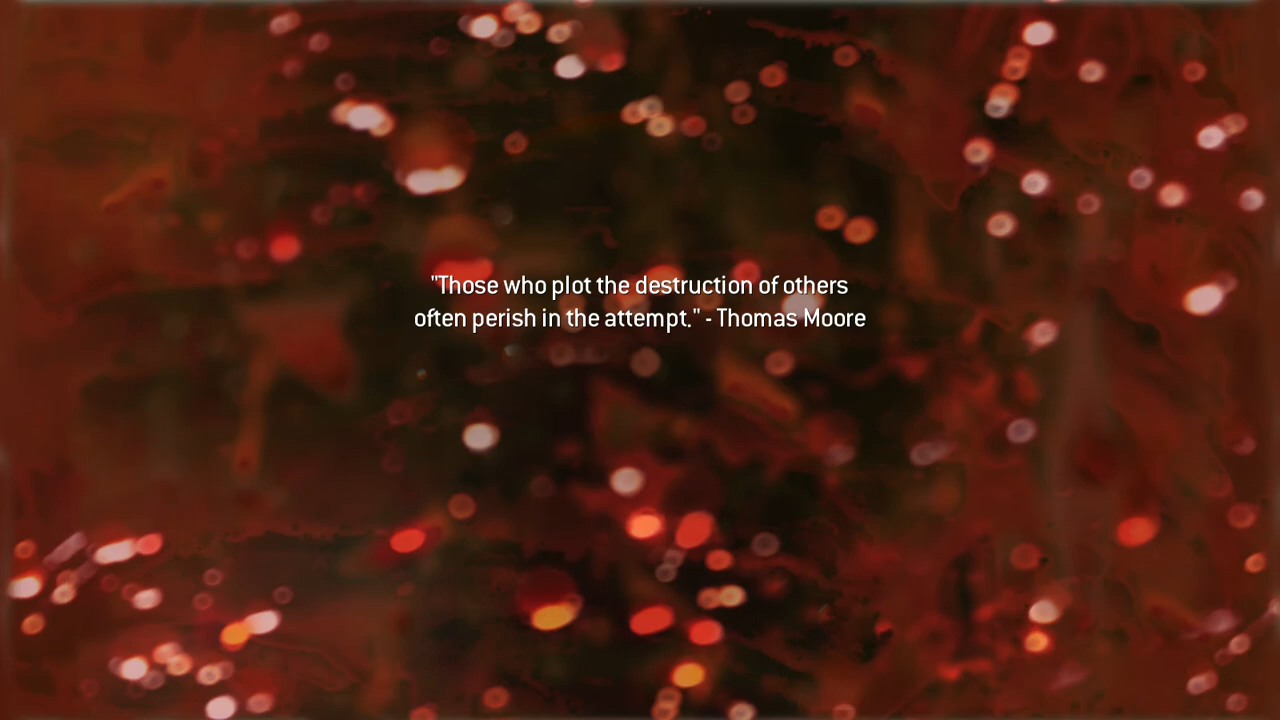 "Those who plot the destruction of others
often perish in the attempt." - Thomas Moore